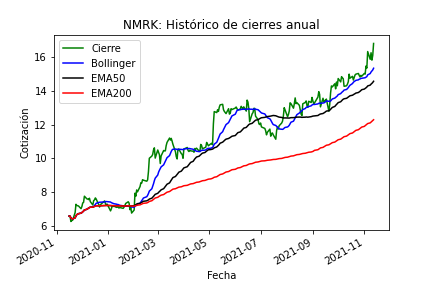 NMRK: Histórico de cierres anual
Cierre
Bollinger
EMA50
EMA200
Cotización
16
14
12
10
8
6
2020-11
2021-01
2021-03
2021-05
2021-07
2021-09
2021-11
Fecha